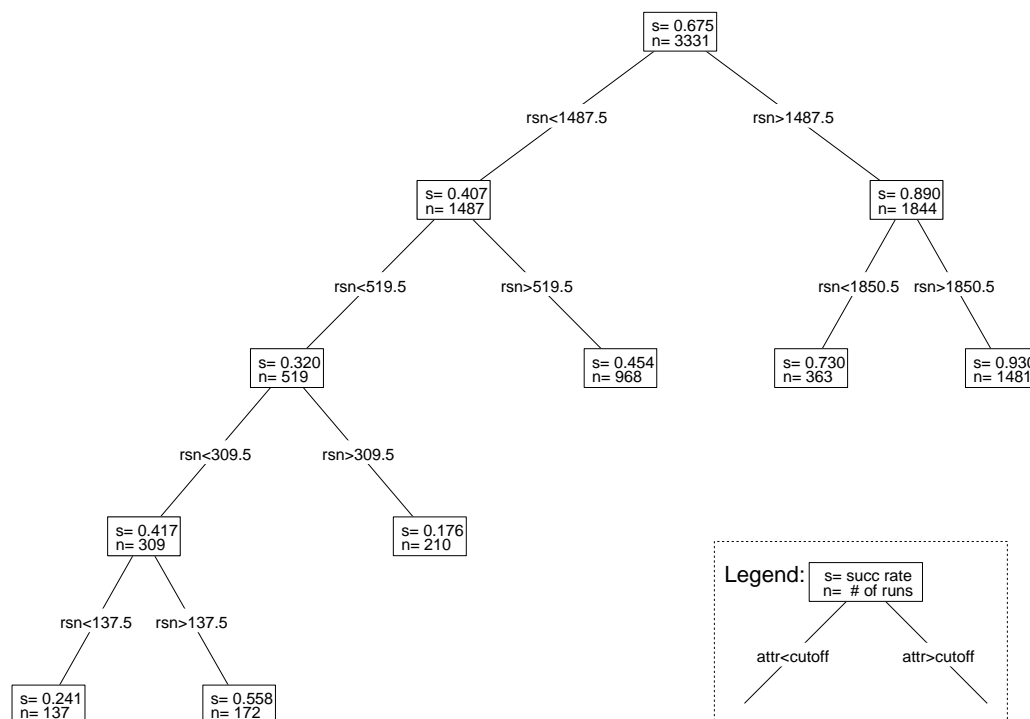 s= 0.675
n= 3331
rsn<1487.5
rsn>1487.5
s= 0.407
n= 1487
s= 0.890
n= 1844
rsn<519.5
rsn>519.5
rsn<1850.5
rsn>1850.5
s= 0.320
n= 519
s= 0.454
n= 968
s= 0.730
n= 363
s= 0.930
n= 1481
rsn<309.5
rsn>309.5
s= 0.417
n= 309
s= 0.176
n= 210
Legend:
s= succ rate
n= # of runs
rsn<137.5
rsn>137.5
attr<cutoff
attr>cutoff
s= 0.241
n= 137
s= 0.558
n= 172